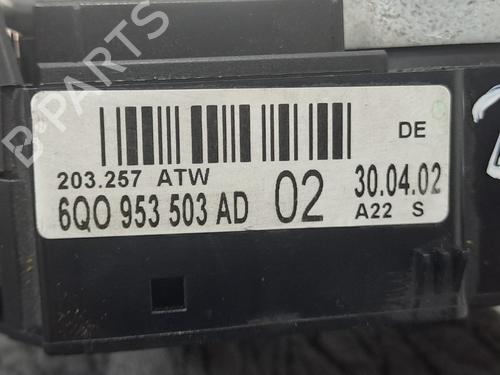 B-PARTS
DE
203.257 ATW
6Q0 953 503 AD 02 30.04.02
A22 S